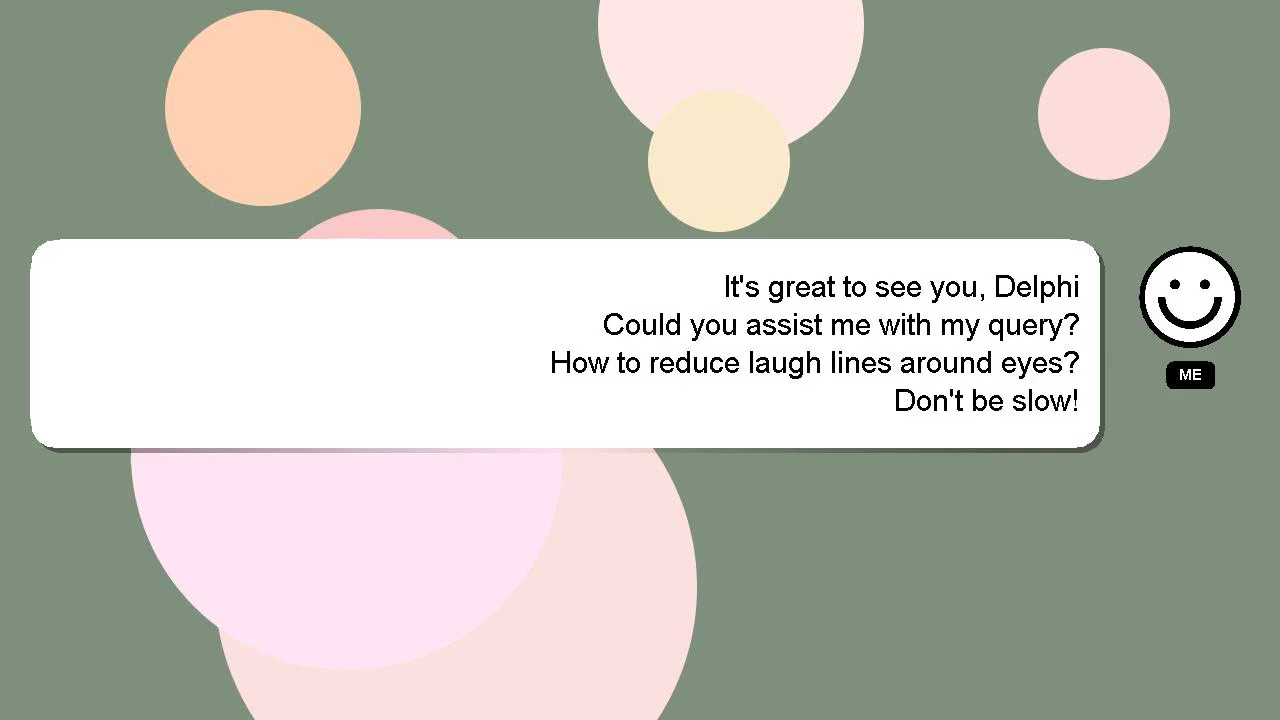 It's great to see you, Delphi
Could you assist me with my query?
How to reduce laugh lines around eyes?
Don't be slow!
ME